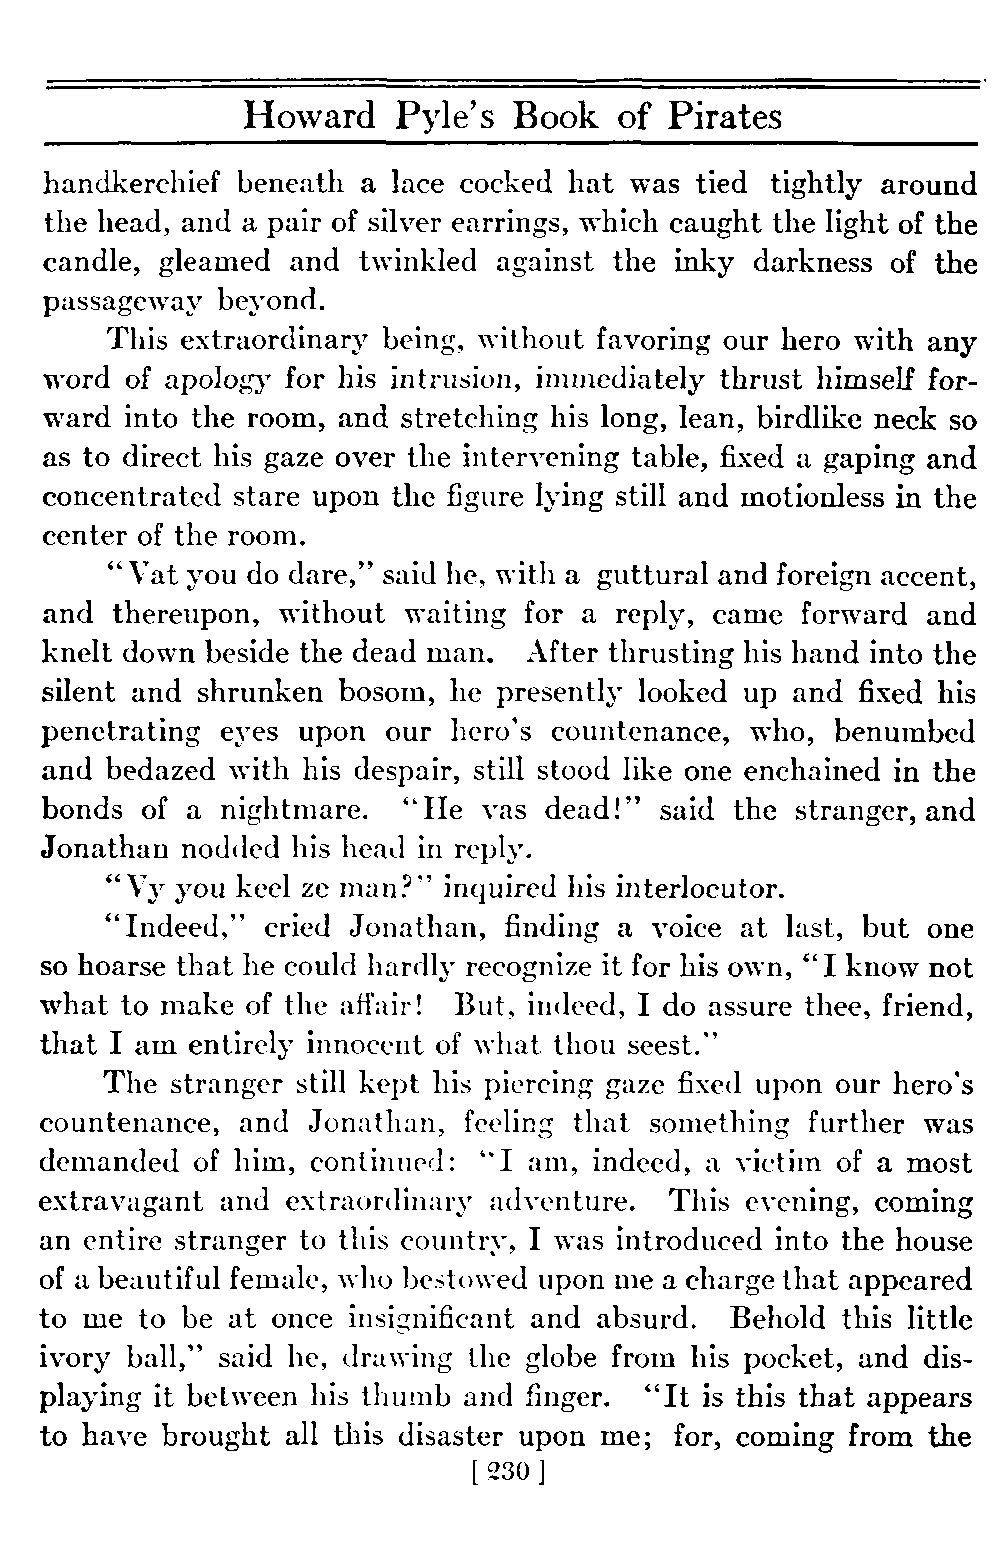 Howard Pyle's Book of Pirates
handkerchief beneath a lace cocked hat was tied tightly around
the head, and a pair of silver earrings, which caught the light of the
candle, gleamed and twinkled against the inky darkness of the
passageway beyond.
This extraordinary being, without favoring our hero with any
word of apology for his intrusion, immediately thrust himself for-
ward into the room, and stretching his long, lean, birdlike neck so
as to direct his gaze over the intervening table, fixed a gaping and
concentrated stare upon the figure lying still and motionless in the
center of the room.
"Vat you do dare," said he, with a guttural and foreign accent,
and thereupon, without waiting for a reply, came forward and
knelt down beside the dead man. After thrusting his hand into the
silent and shrunken bosom, he presently looked up and fixed his
penetrating eyes upon our hero's countenance, who, benumbed
and bedazed with his despair, still stood like one enchained in the
bonds of a nightmare. "He vas dead!" said the stranger, and
Jonathan nodded his head in reply.
"Vy you keel ze man?" inquired his interlocutor.
"Indeed," cried Jonathan, finding a voice at last, but one
so hoarse that he could hardly recognize it for his own, "I know not
what to make of the affair! But, indeed, I do assure thee, friend,
that I am entirely innocent of what thou seest."
The stranger still kept his piercing gaze fixed upon our hero's
countenance, and Jonathan, feeling that something further was
demanded of him, continued: "I am, indeed, a victim of a most
extravagant and extraordinary adventure. This evening, coming
an entire stranger to this country, I was introduced into the house
of a beautiful female, who bestowed upon me a charge that appeared
to me to be at once insignificant and absurd. Behold this little
ivory ball," said he, drawing the globe from his pocket, and dis-
playing it between his thumb and finger. "It is this that appears
to have brought all this disaster upon me; for, coming from the
[ 230 ]